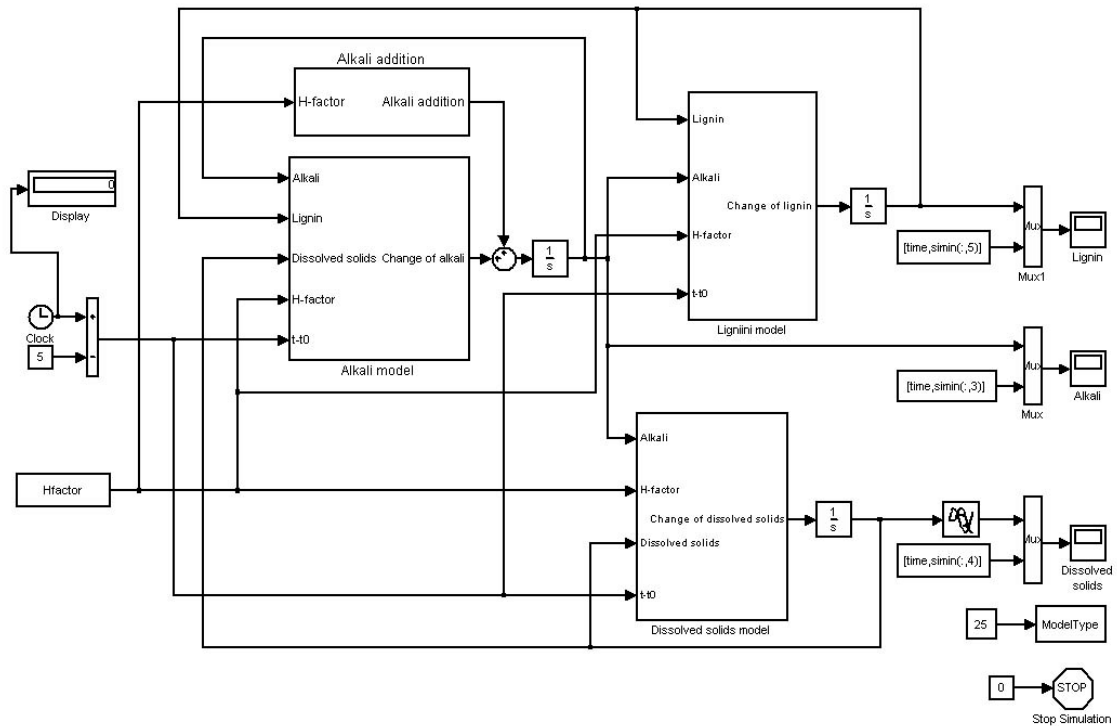 Alkali addition
H-factor Alkali addition
Alkali
Lignin
Dissolved solids Change of alkali
H-factor
t-t0
Alkali model
0
Display
Clock
5
+
−
+
+
1
s
Lignin
Alkali
Change of lignin
H-factor
t-t0
Ligniini model
1
s
[time,simin(:,5)]
Mux
Mux1
Lignin
[time,simin(:,3)]
Mux
Mux
Alkali
Hfactor
Alkali
H-factor
Change of dissolved solids
Dissolved solids
t-t0
Dissolved solids model
1
s
[time,simin(:,4)]
Mux
Dissolved
solids
25
ModelType
0
STOP
Stop Simulation